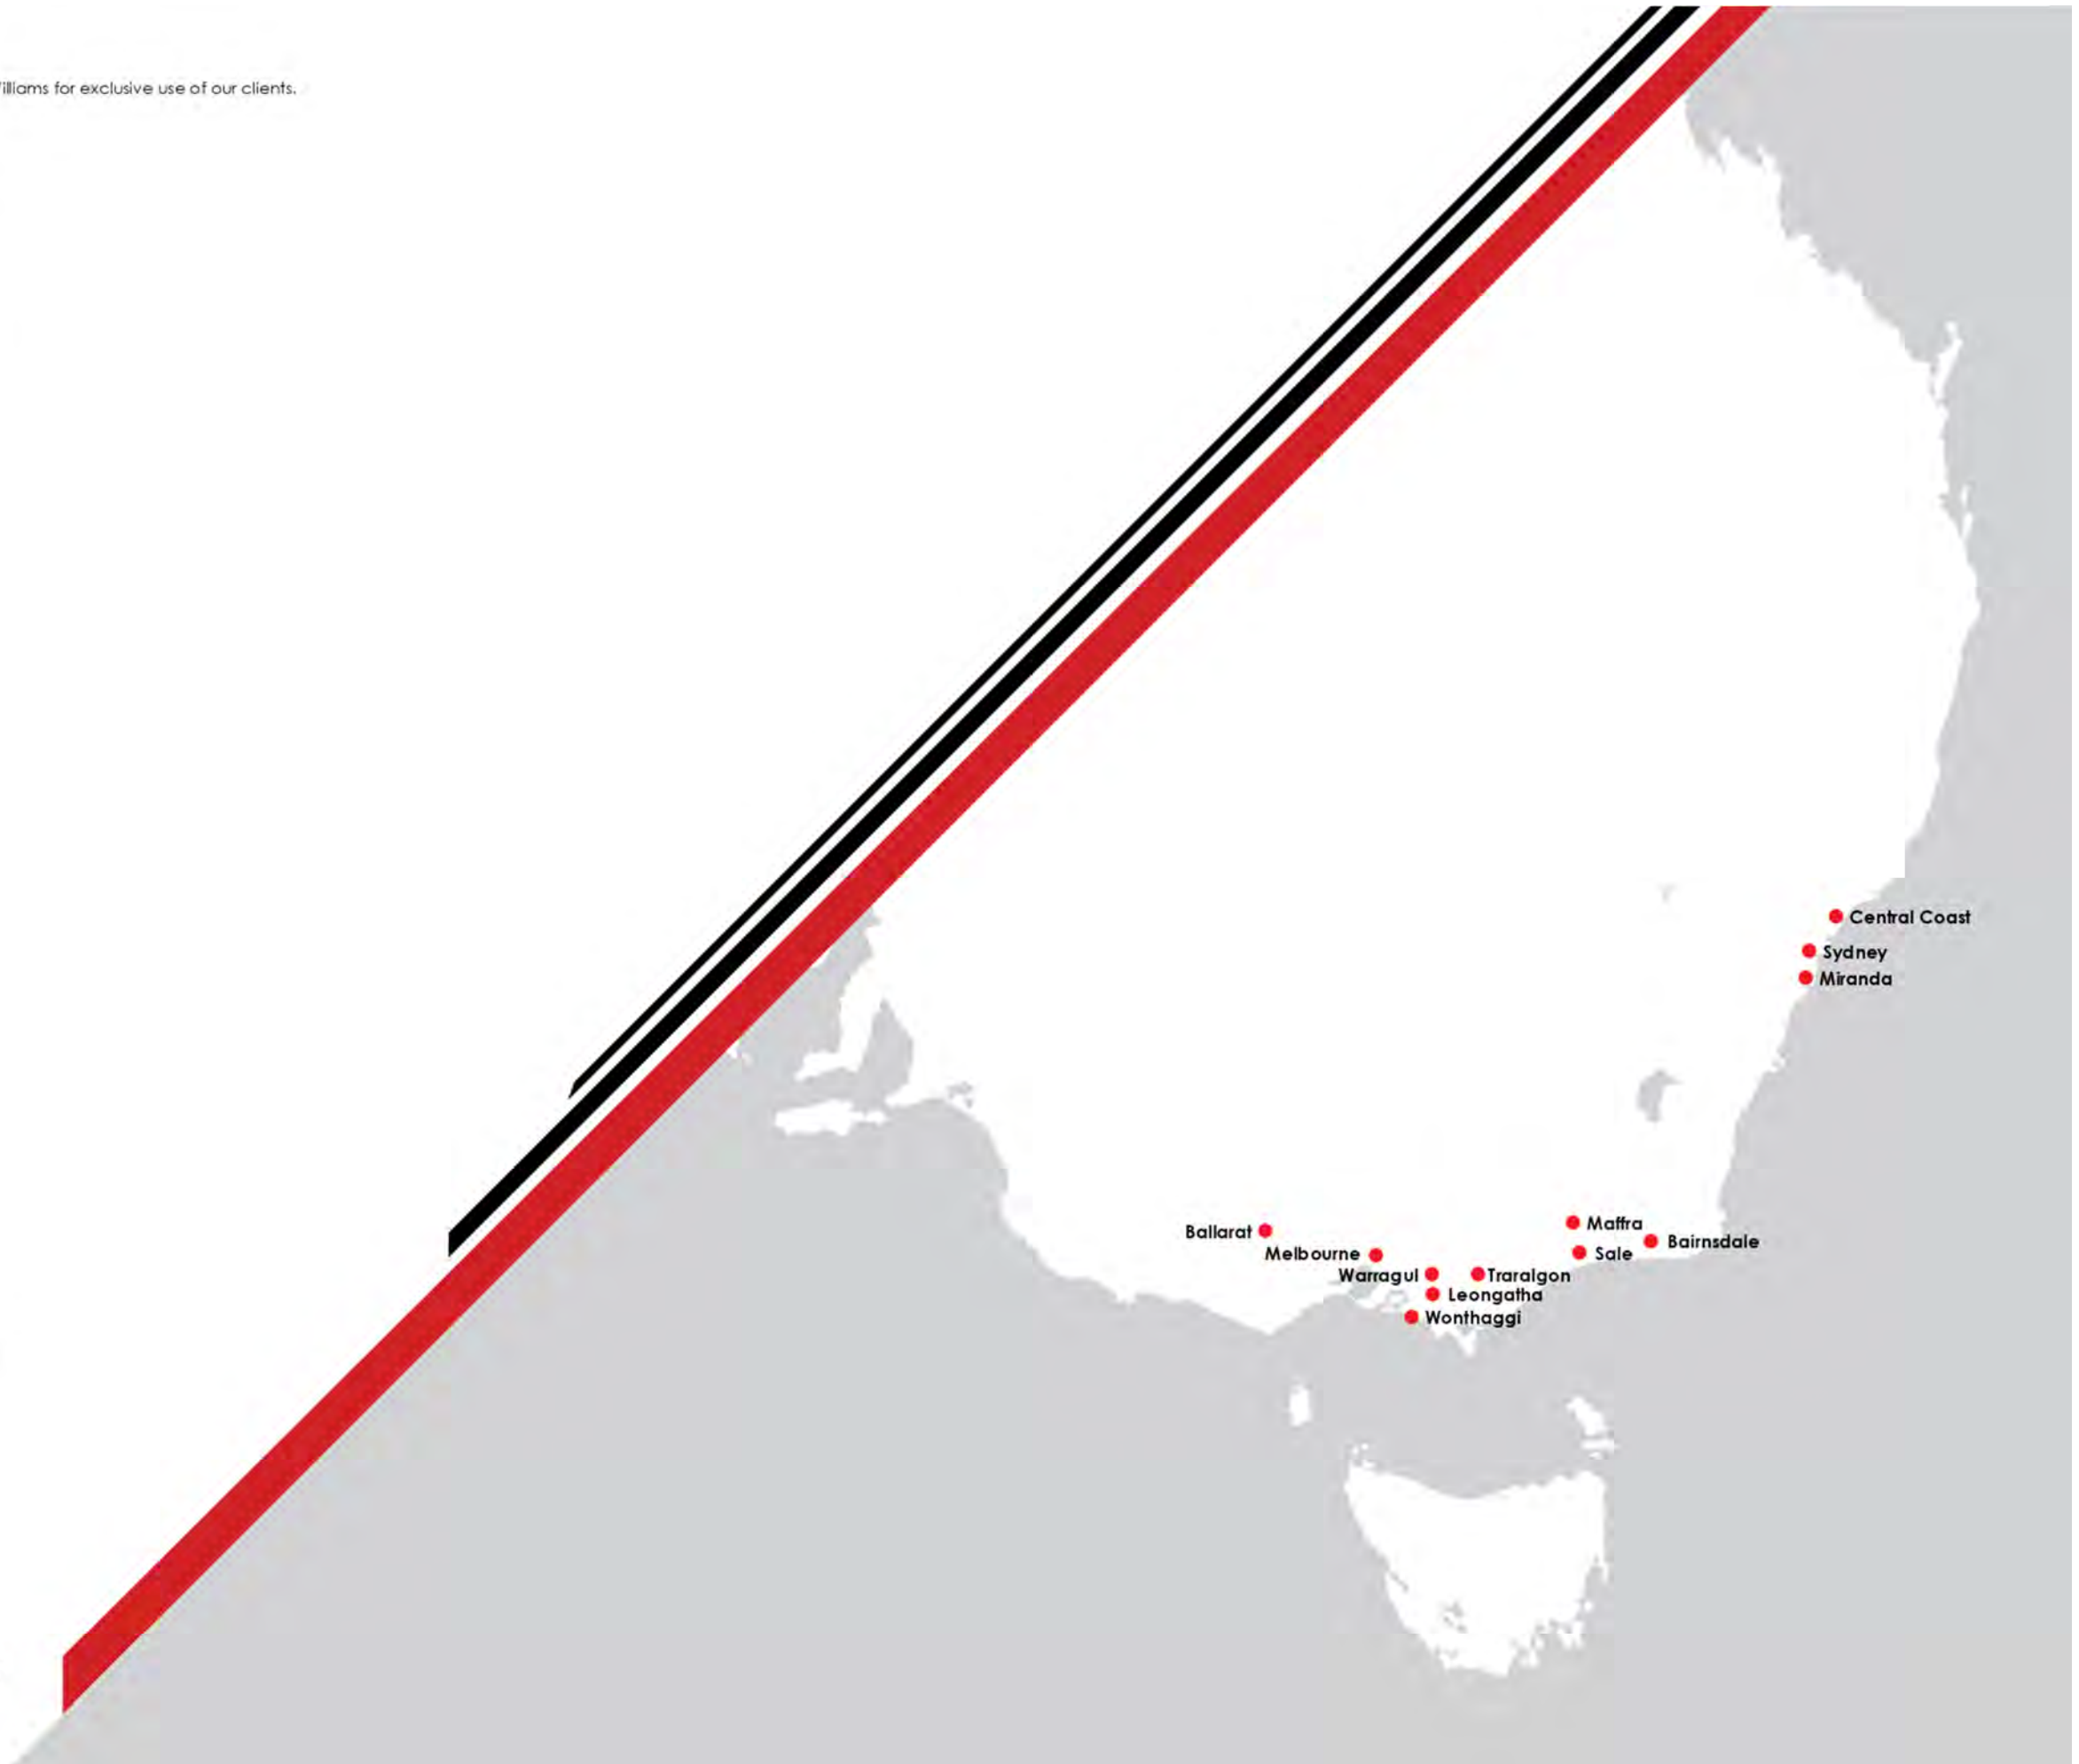 illiams for exclusive use of our clients.
Central Coast
Sydney
Miranda
Maffra
Ballarat
Bairnsdale
Melbourne
Sale
Warragul
Traralgon
Leongatha
Wonthaggi